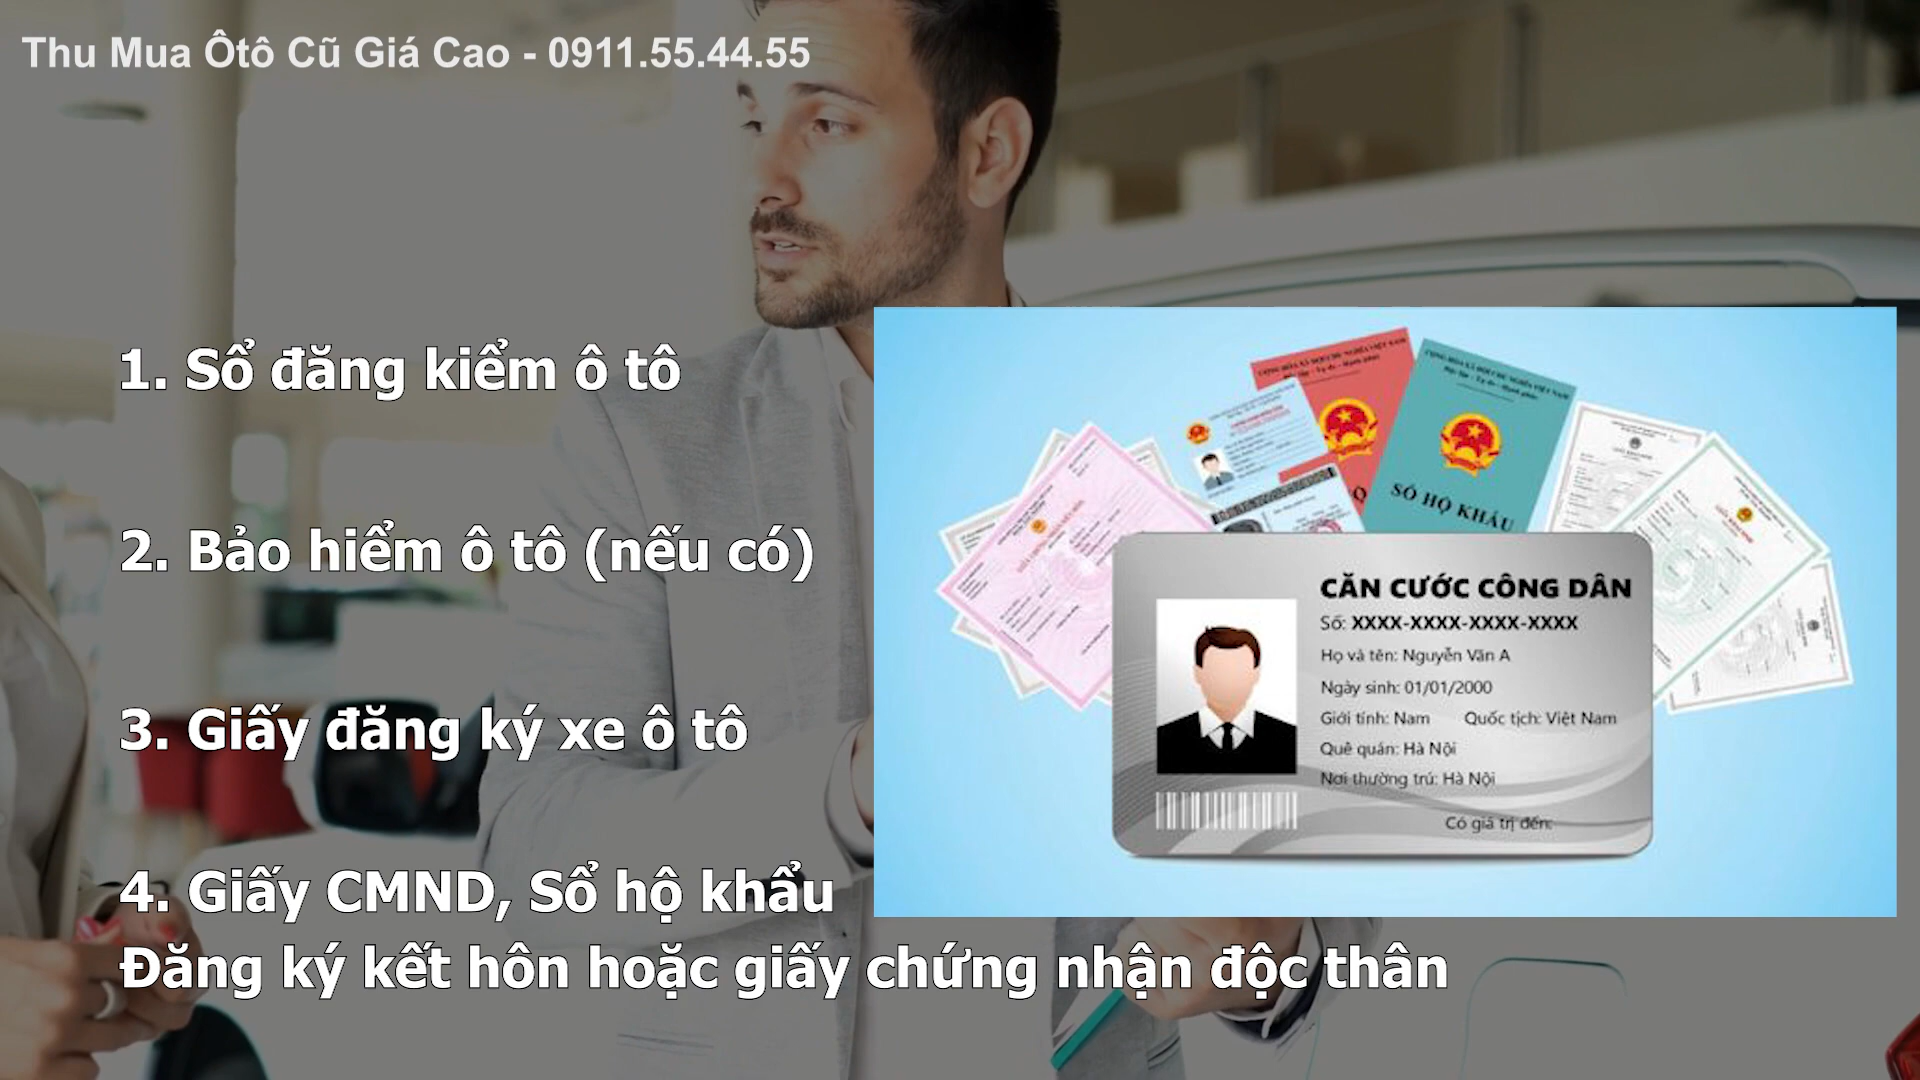 Thu Mua Ôtô Cũ Giá Cao - 0911.55.44.55
1. Sổ đăng kiểm ô tô
2. Bảo hiểm ô tô (nếu có)
3. Giấy đăng ký xe ô tô
4. Giấy CMND, Sổ hộ khẩu
Đăng ký kết hôn hoặc giấy chứng nhận độc thân
SỔ HỘ KHẨU
CĂN CƯỚC CÔNG DÂN
Số: XXXX-XXXX-XXXX-XXXX
Họ và tên: Nguyễn Văn A
Ngày sinh: 01/01/2000
Giới tính: Nam Quốc tịch: Việt Nam
Quê quán: Hà Nội
Nơi thường trú: Hà Nội
Có giá trị đến: